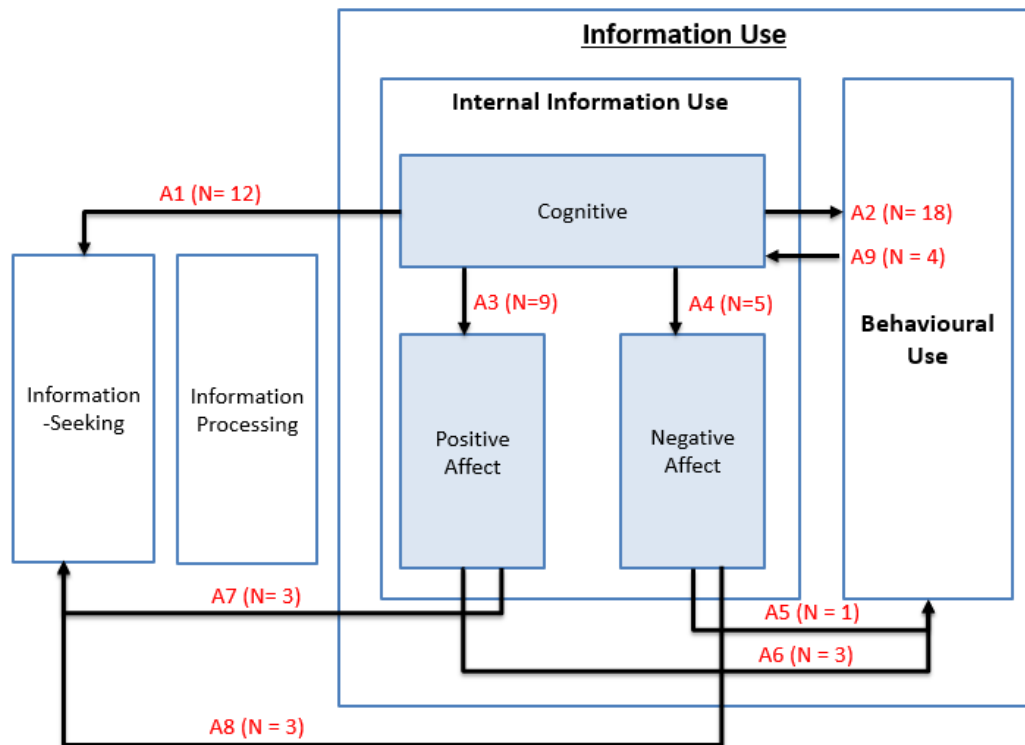 Information Use
Internal Information Use
A1 (N= 12)
Cognitive
A2 (N= 18)
A9 (N = 4)
A3 (N=9)
A4 (N=5)
Behavioural
Use
Information
-Seeking
Information
Processing
Positive
Affect
Negative
Affect
A7 (N= 3)
A5 (N = 1)
A6 (N = 3)
A8 (N = 3)